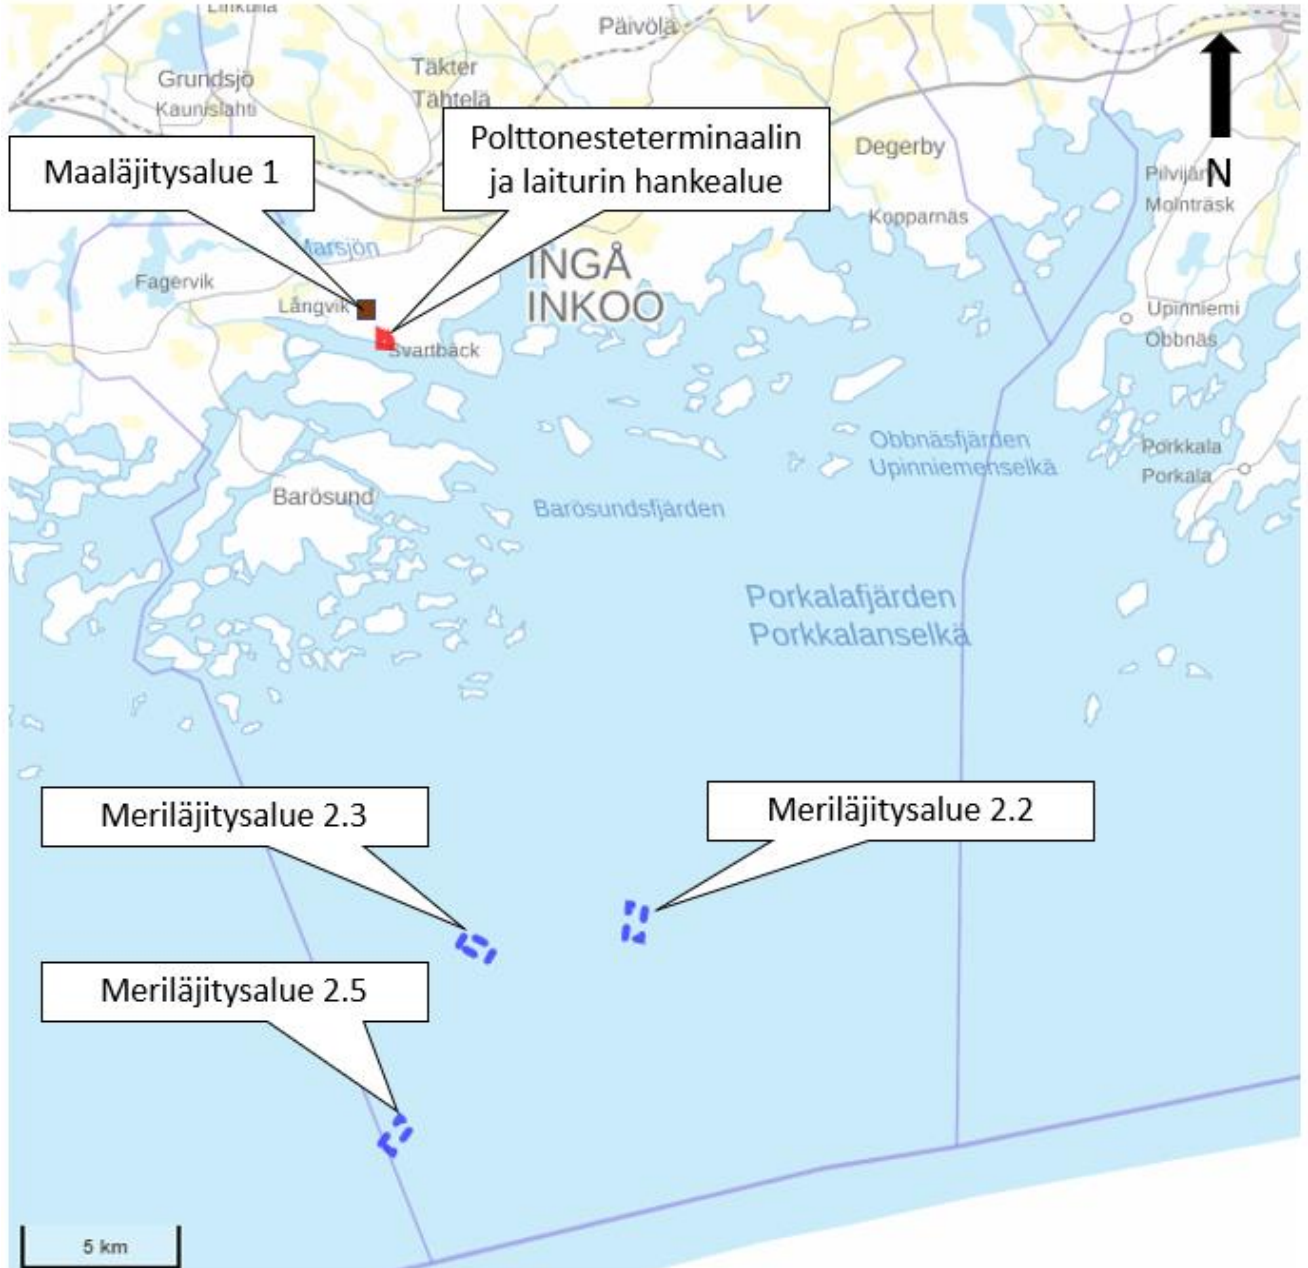 Päivölä
Grundsjö
Kaunislahti
Täkter
Tähtelä
Maaläjitysalue 1
Polttonesteterminaalin
ja laiturin hankealue
Degerby
N
Molnträsk
Kopparnäs
Marsjön
INGÅ
INKOO
Fagervik
Långvik
Svartbäck
Upinniemi
Obbnäs
Obbnäsfjärden
Upinniemenselkä
Porkkala
Porkala
Barösund
Barösundsfjärden
Porkalafjärden
Porkkalanselkä
Meriläjitysalue 2.3
Meriläjitysalue 2.2
Meriläjitysalue 2.5
5 km